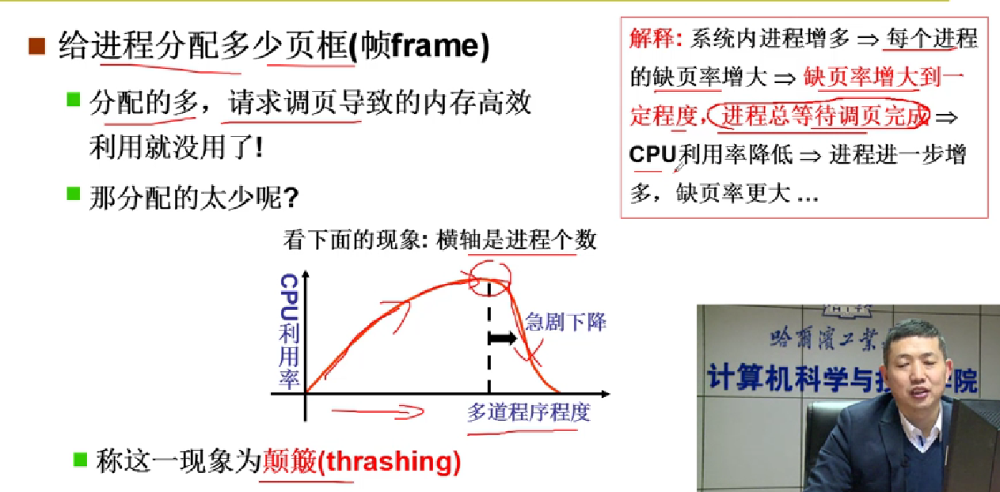 给进程分配多少页框(帧frame)
分配的多，请求调页导致的内存高效
利用就没用了!
那分配的太少呢?
解释: 系统内进程增多 ⇒ 每个进程
的缺页率增大 ⇒ 缺页率增大到一
定程度，进程总等待调页完成 ⇒
CPU利用率降低 ⇒ 进程进一步增
多，缺页率更大 ...
看下面的现象: 横轴是进程个数
CPU利用率
急剧下降
多道程序程度
称这一现象为颠簸(thrashing)
HIT
哈尔滨工业
计算机科学与技 学院